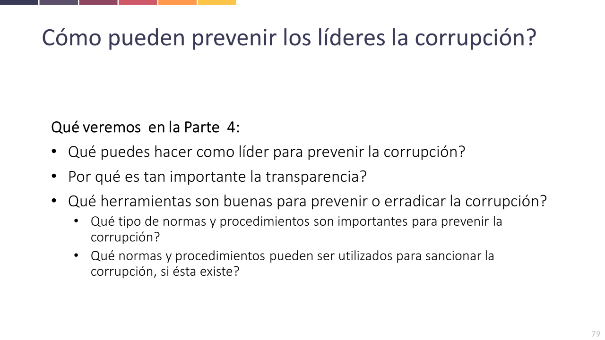 Cómo pueden prevenir los líderes la corrupción?
Qué veremos en la Parte 4:
• Qué puedes hacer como líder para prevenir la corrupción?
• Por qué es tan importante la transparencia?
• Qué herramientas son buenas para prevenir o erradicar la corrupción?
• Qué tipo de normas y procedimientos son importantes para prevenir la
corrupción?
• Qué normas y procedimientos pueden ser utilizados para sancionar la
corrupción, si ésta existe?
79